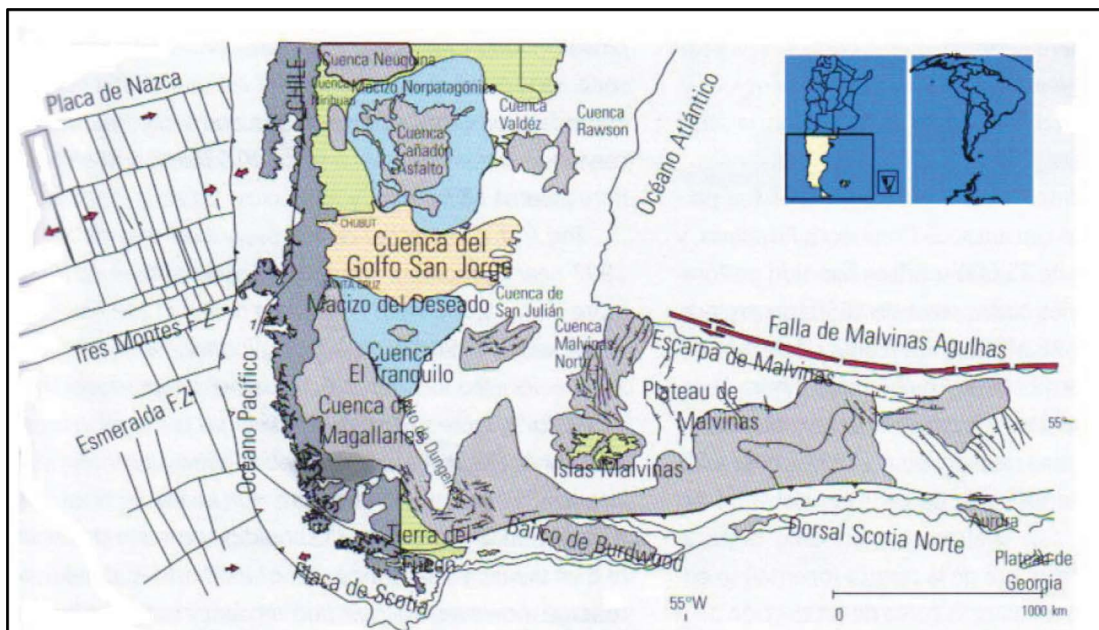 Placa de Nazca
CHILE
Cuenca Neuquina
Macizo Norpatagónico
Cuenca
Cañadón
Asfalto
Cuenca
Valdéz
Cuenca
Rawson
Océano Atlántico
CHUBUT
Cuenca del
Golfo San Jorge
Macizo del Deseado
Cuenca de
San Julián
Cuenca
El Tranquilo
Cuenca
Malvinas
Norte
Falla de Malvinas Agulhas
Escarpa de Malvinas
Plateau de
Malvinas
Tres Montes F Z
Océano Pacífico
Cuenca de
Magallanes
Islas Malvinas
55°
Esmeralda F.Z.
Tierra del
Fuego
Banco de Burdwood
Dorsal Scotia Norte
Aurora
Placa de Scotia
Plateau de
Georgia
55°W
1000 km